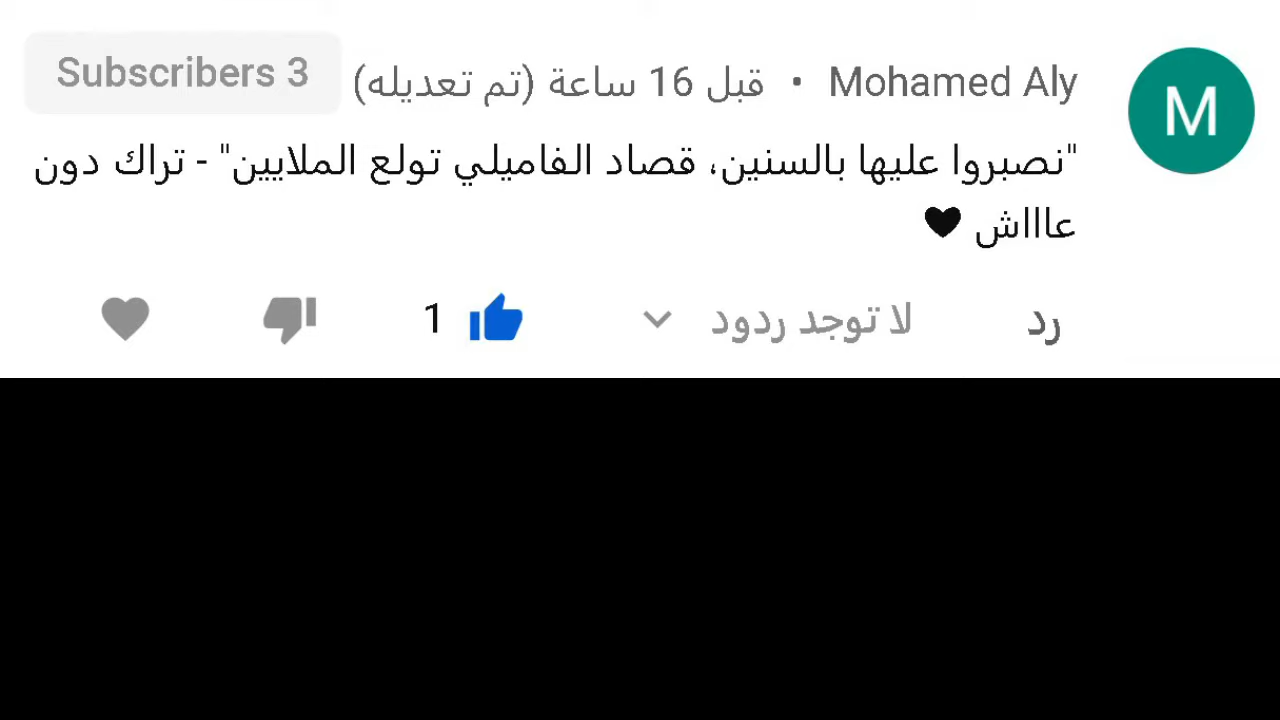 Mohamed Aly • قبل 16 ساعة (تم تعديله) Subscribers 3
M
"نصبروا عليها بالسنين، قصاد الفاميلي تولع الملايين" - تراك دون
عاااش 🖤
رد لا توجد ردود 1